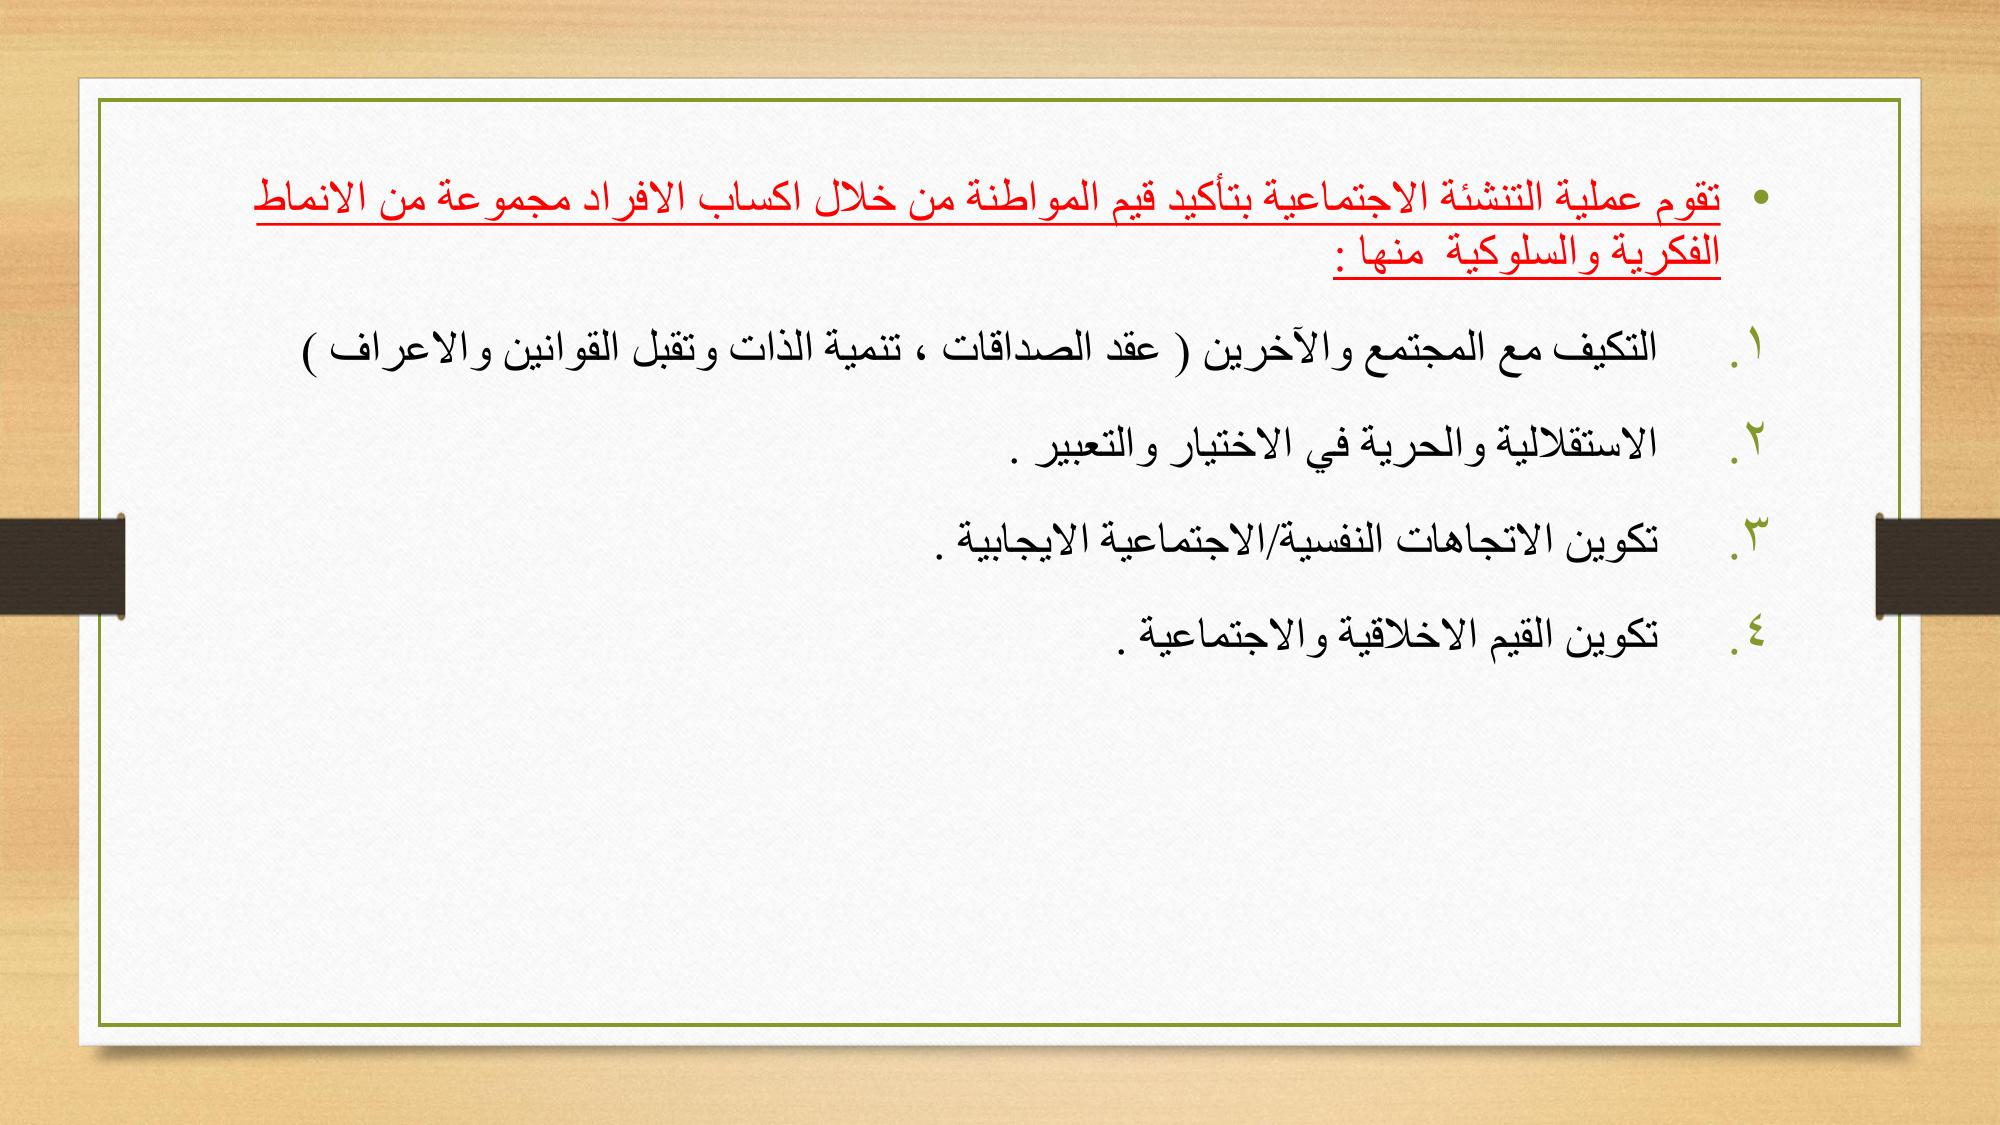 • تقوم عملية التنشئة الاجتماعية بتأكيد قيم المواطنة من خلال اكساب الافراد مجموعة من الانماط
الفكرية والسلوكية  منها :
١. التكيف مع المجتمع والآخرين ( عقد الصداقات ، تنمية الذات وتقبل القوانين والاعراف )
٢. الاستقلالية والحرية في الاختيار والتعبير .
٣. تكوين الاتجاهات النفسية/الاجتماعية الايجابية .
٤. تكوين القيم الاخلاقية والاجتماعية .